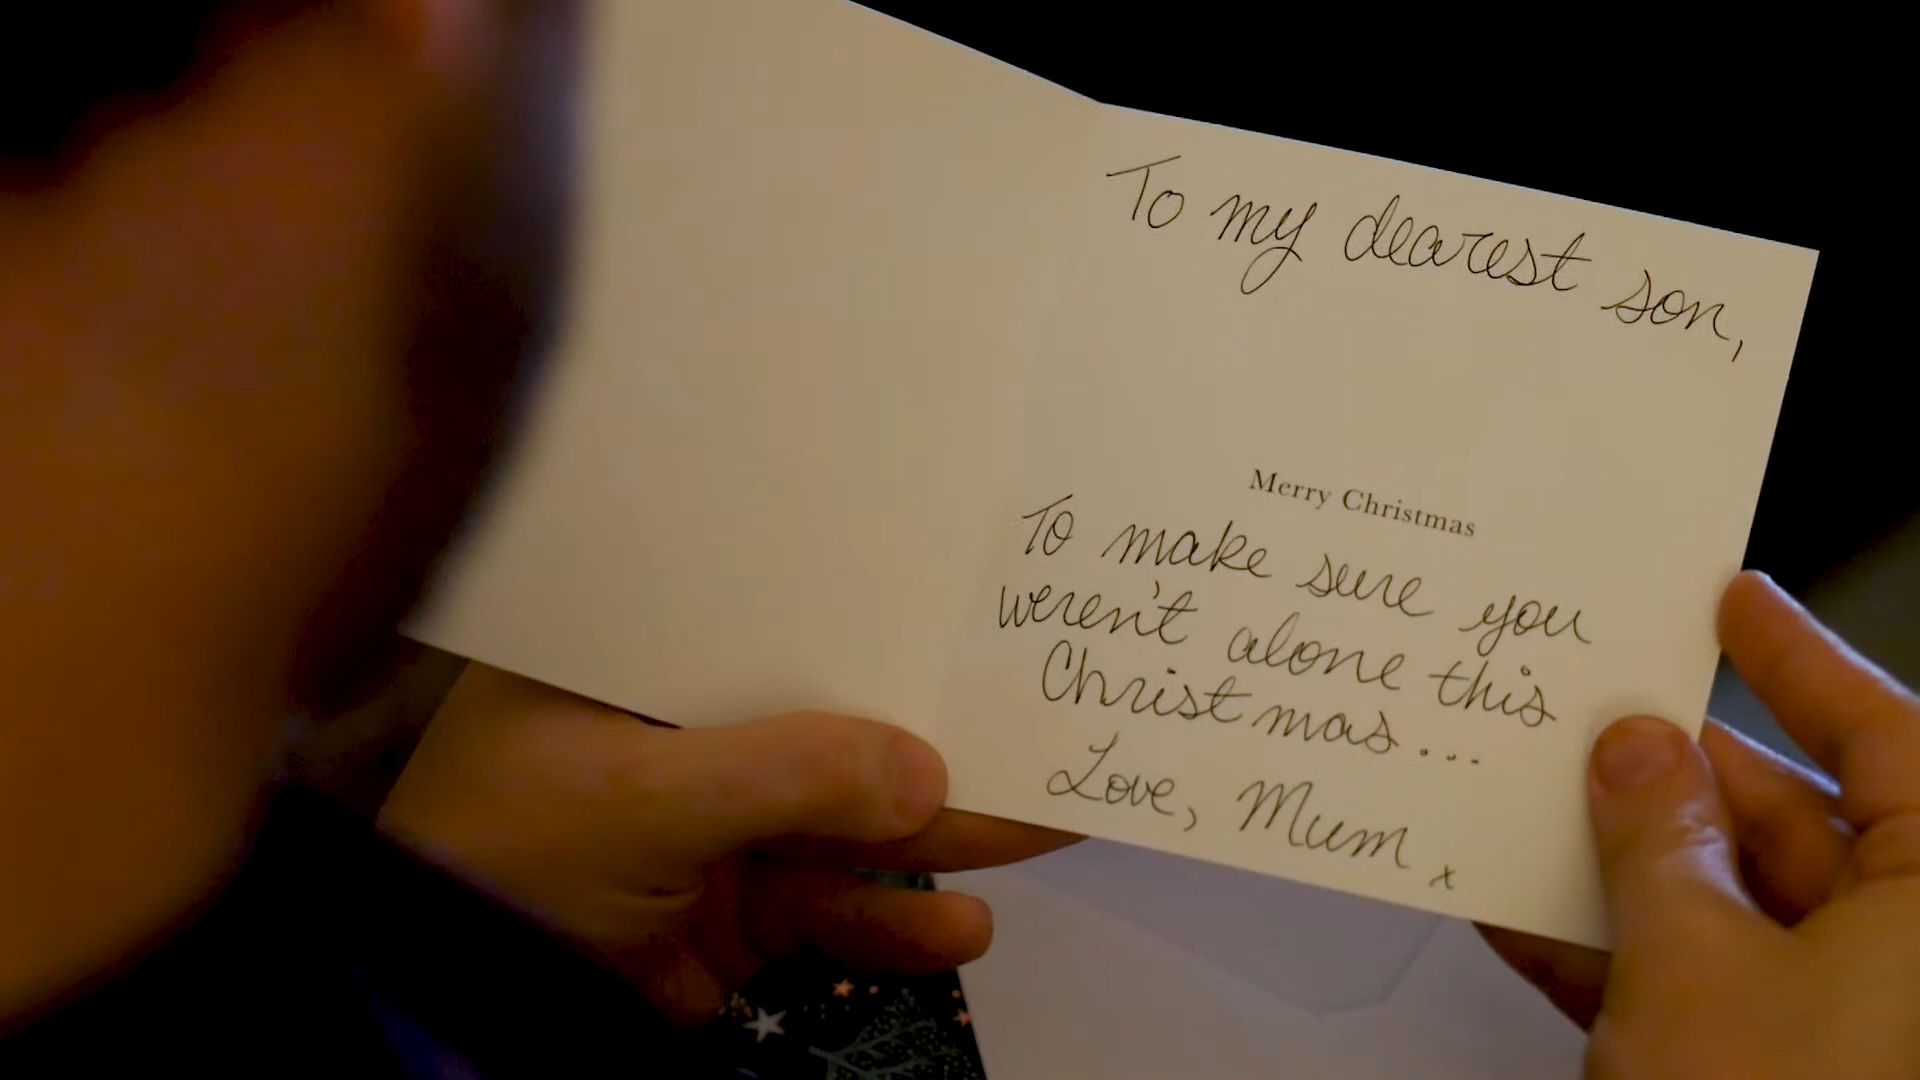 To my dearest son,
Merry Christmas
To make sure you
weren't alone this
Christmas...
Love, Mum x